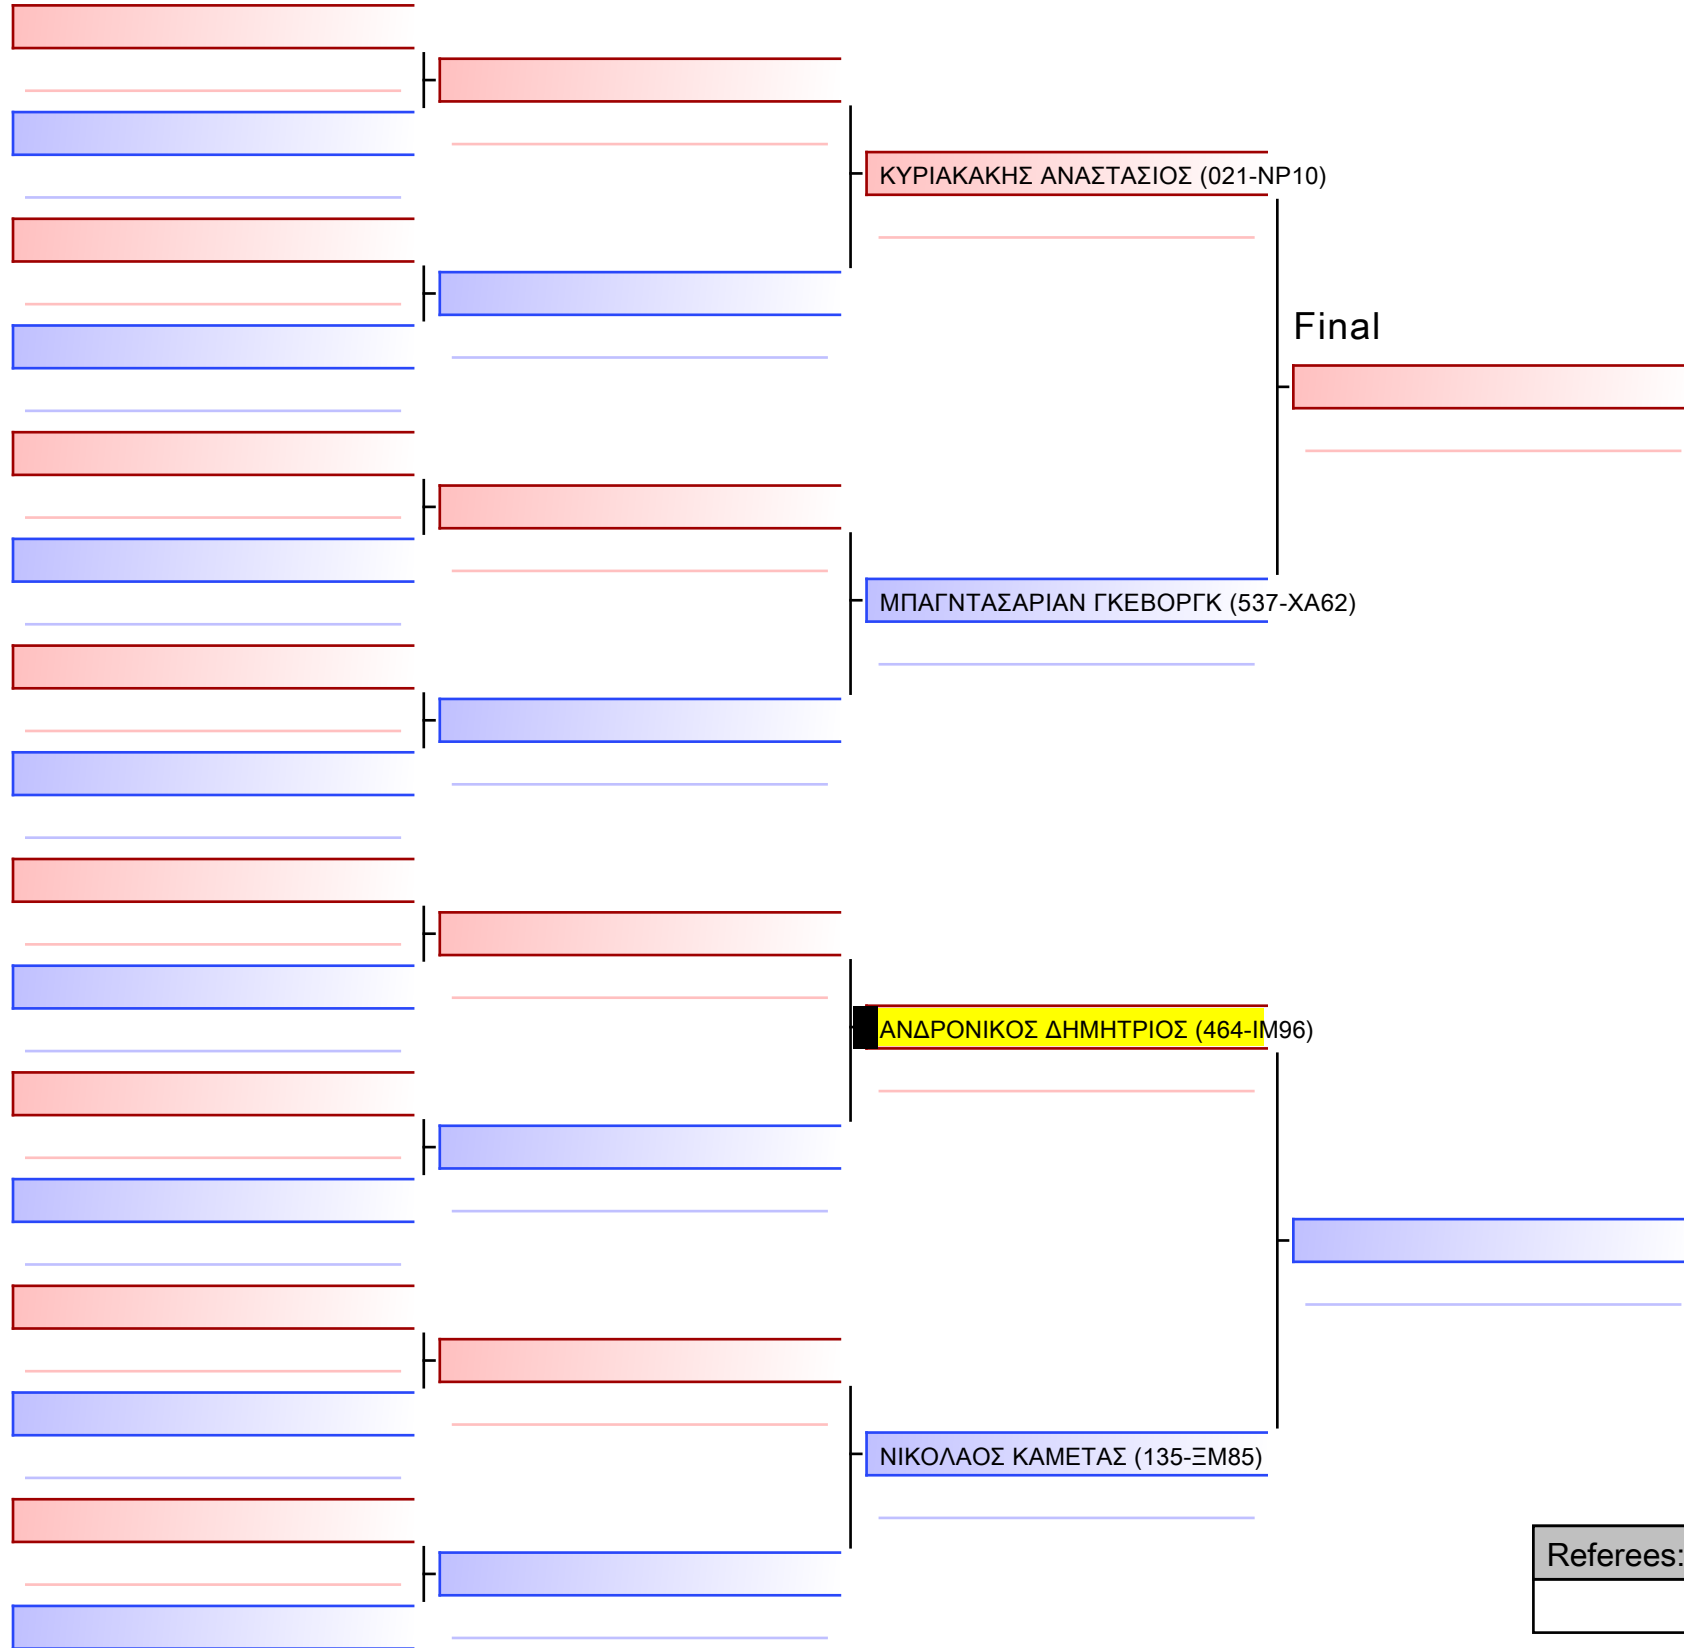 ΚΥΡΙΑΚΑΚΗΣ ΑΝΑΣΤΑΣΙΟΣ (021-ΝΡ10)
Final
ΜΠΑΓΝΤΑΣΑΡΙΑΝ ΓΚΕΒΟΡΓΚ (537-ΧΑ62)
ΑΝΔΡΟΝΙΚΟΣ ΔΗΜΗΤΡΙΟΣ (464-ΙΜ96)
ΝΙΚΟΛΑΟΣ ΚΑΜΕΤΑΣ (135-ΞΜ85)
Referees: